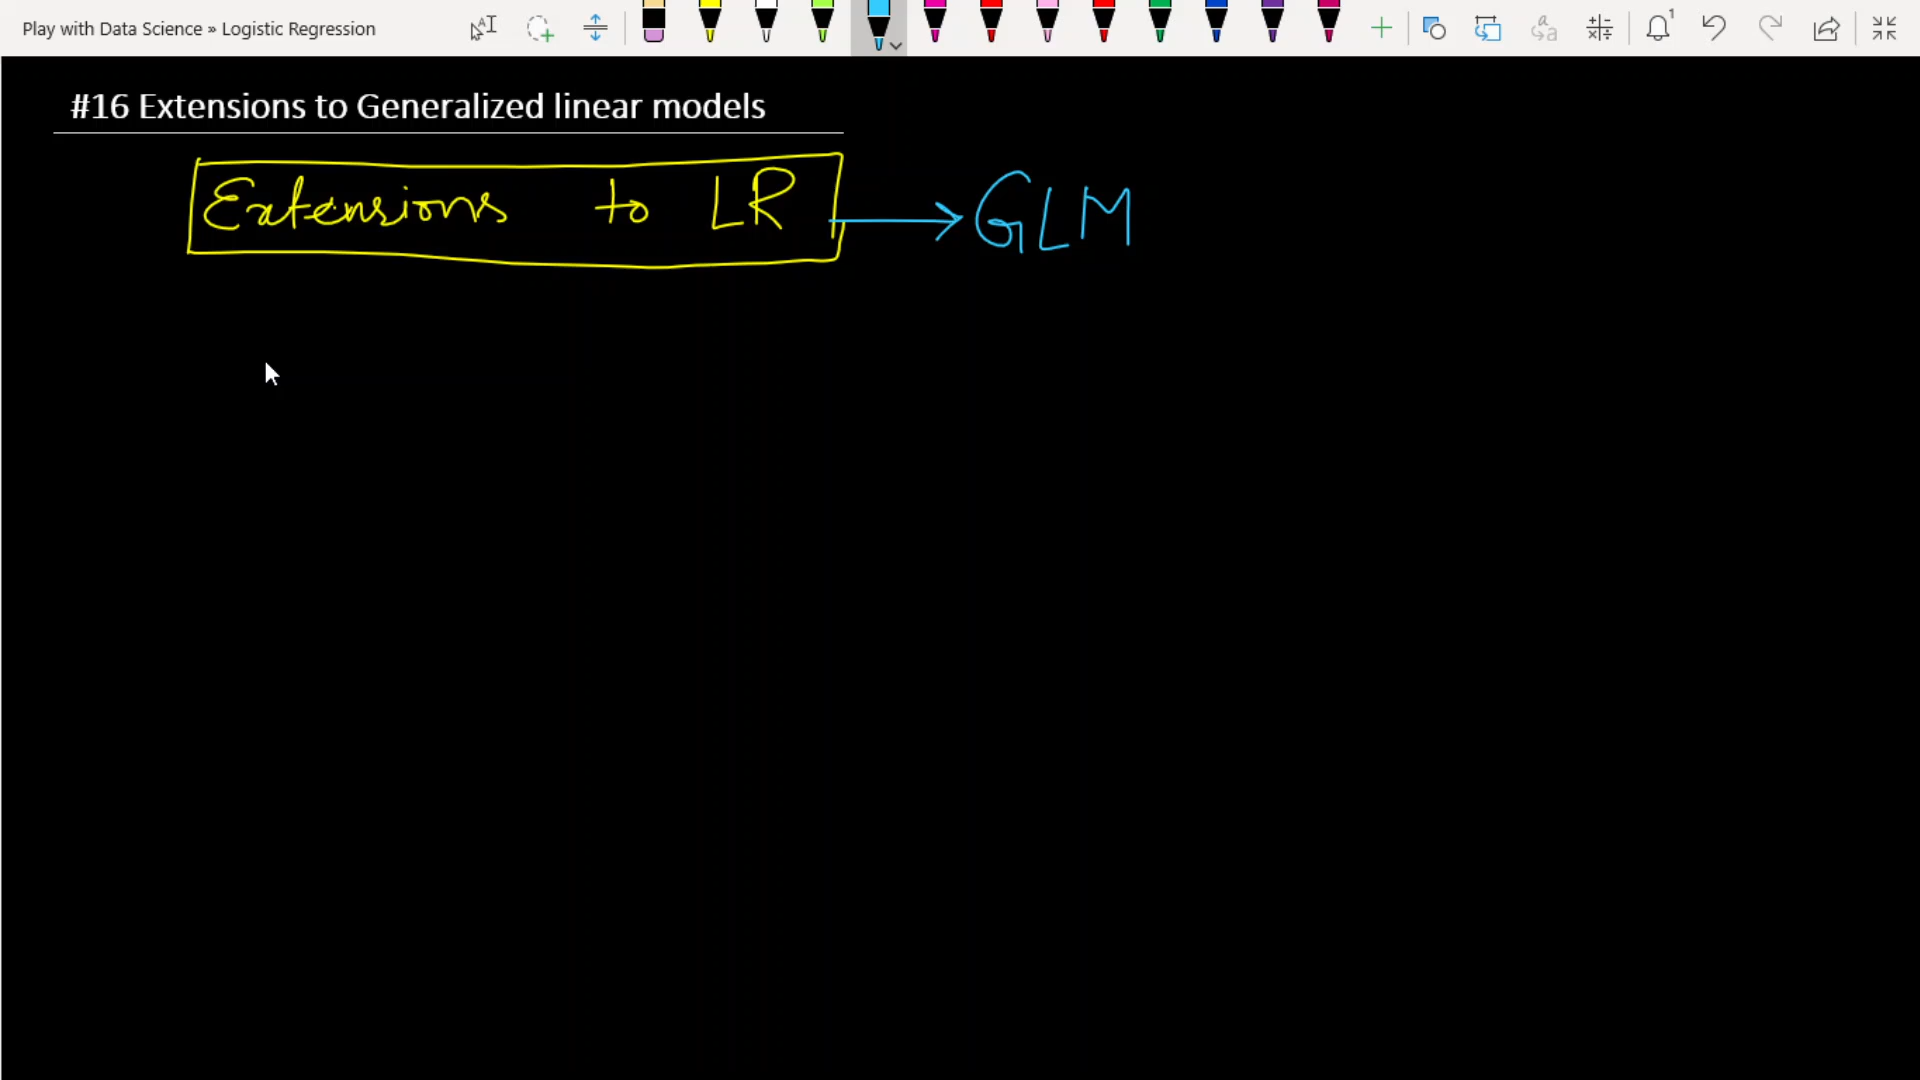 Play with Data Science » Logistic Regression
#16 Extensions to Generalized linear models
Extensions to LR → GLM